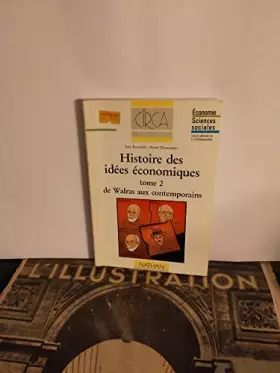 CIRCA
Économie
Sciences
sociales
Histoire des
idées économiques
tome 2
de Walras aux contemporains
NATHAN
L'ILLUSTRATION